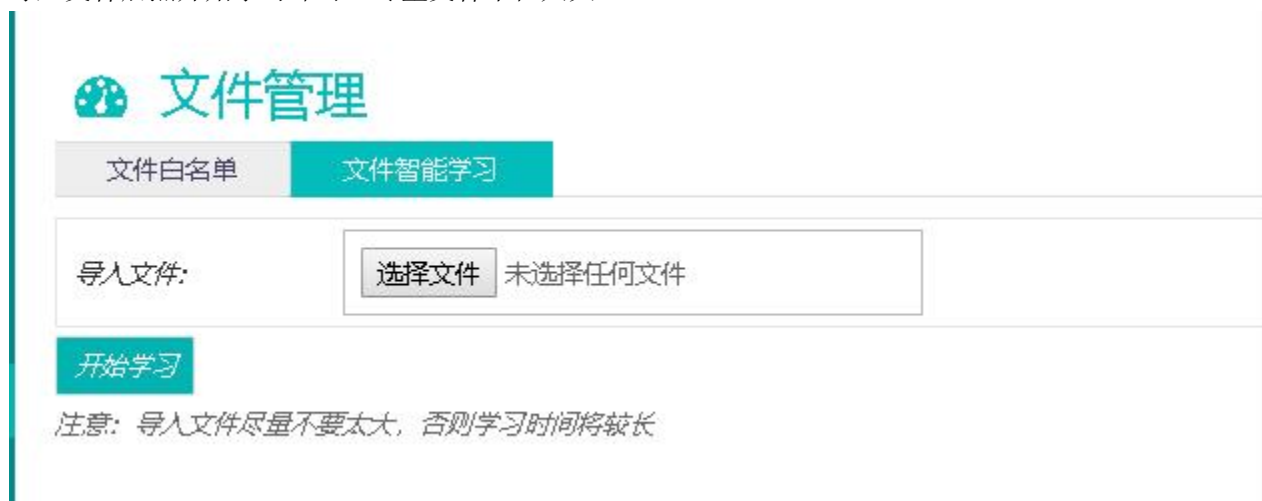 文件管理
文件白名单 文件智能学习
导入文件: 选择文件 未选择任何文件
开始学习
注意: 导入文件尽量不要太大, 否则学习时间将较长